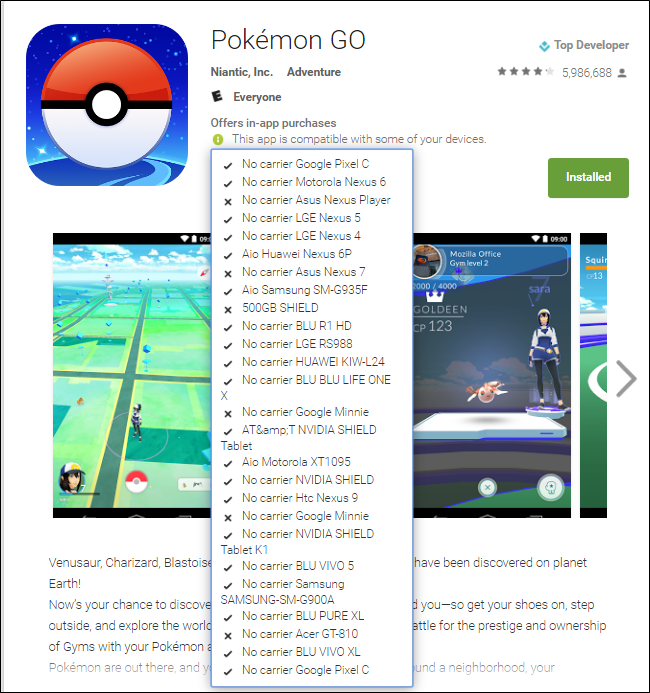 Pokémon GO
Top Developer
Niantic, Inc. Adventure
5,986,688
Everyone
Offers in-app purchases
This app is compatible with some of your devices.
Installed
No carrier Google Pixel C
No carrier Motorola Nexus 6
No carrier Asus Nexus Player
No carrier LGE Nexus 5
No carrier LGE Nexus 4
Aio Huawei Nexus 6P
No carrier Asus Nexus 7
Aio Samsung SM-G935F
500GB SHIELD
No carrier BLU R1 HD
No carrier LGE RS988
No carrier HUAWEI KIW-L24
No carrier BLU BLU LIFE ONE
X
No carrier Google Minnie
AT&amp;T NVIDIA SHIELD
Tablet
Aio Motorola XT1095
No carrier NVIDIA SHIELD
No carrier Htc Nexus 9
No carrier Google Minnie
No carrier NVIDIA SHIELD
Tablet K1
No carrier BLU VIVO 5
No carrier Samsung
SAMSUNG-SM-G900A
No carrier BLU PURE XL
No carrier Acer GT-810
No carrier BLU VIVO XL
No carrier Google Pixel C
09:0
7
09:00
Mozilla Office
Gym level 2
2000 / 4000
GOLDEEN
CP 123
sara
Squir
CP13
Venusaur, Charizard, Blastoise have been discovered on planet
Earth!
Now's your chance to discove d you—so get your shoes on, step
outside, and explore the world attle for the prestige and ownership
of Gyms with your Pokémon a
Pokémon are out there, and yo ound a neighborhood, your